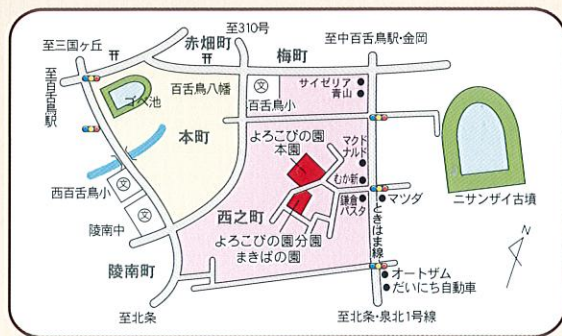 至310号
至三国ヶ丘
赤畑町
梅町
至中百舌鳥駅・金岡
至百舌鳥駅
ゴペ池
百舌鳥八幡
文
百舌鳥小
サイゼリア
青山
本町
よろこびの園
本園
マクド
ナルド
むか新
西百舌鳥小
文
文
陵南中
西之町
鎌倉
パスタ
マツダ
ニサンザイ古墳
ときはま線
よろこびの園分園
まきばの園
陵南町
オートザム
だいにち自動車
至北条
至北条・泉北1号線
N